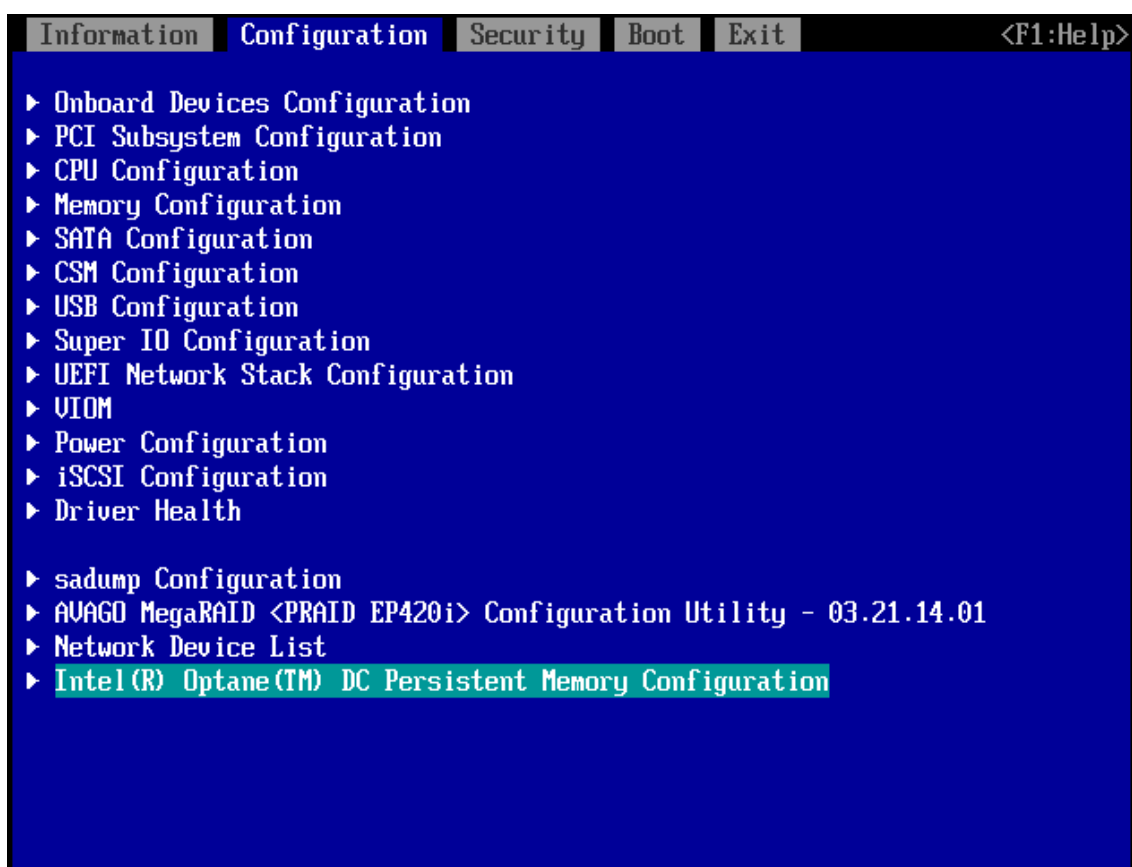 Information Configuration Security Boot Exit <F1:Help>
Onboard Devices Configuration
PCI Subsystem Configuration
CPU Configuration
Memory Configuration
SATA Configuration
CSM Configuration
USB Configuration
Super IO Configuration
UEFI Network Stack Configuration
VIOM
Power Configuration
iSCSI Configuration
Driver Health
sadump Configuration
AVAGO MegaRAID <PRAID EP420i> Configuration Utility - 03.21.14.01
Network Device List
Intel(R) Optane(TM) DC Persistent Memory Configuration